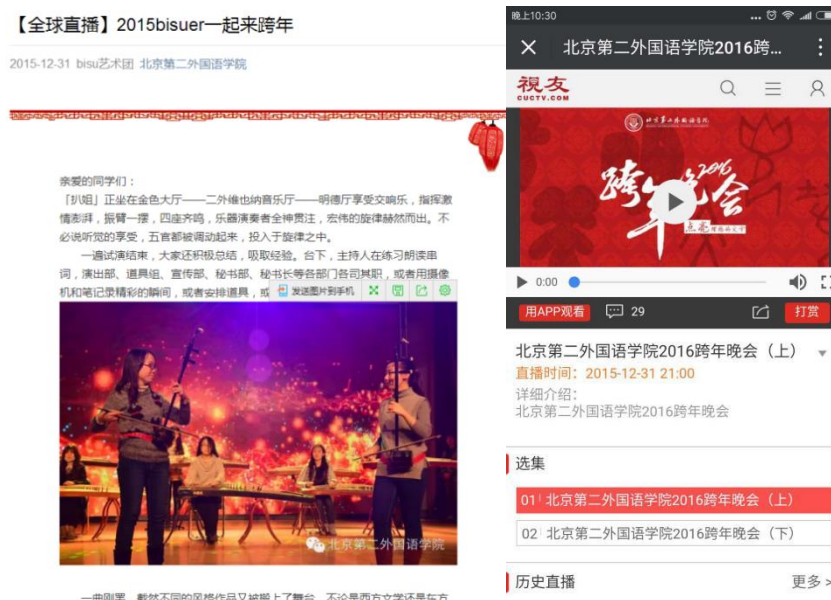 【全球直播】2015bisuer一起来跨年
2015-12-31 bisu艺术团 北京第二外国语学院
亲爱的同学们：
「扒姐」正坐在金色大厅——二外维也纳音乐厅——明德厅享受交响乐，指挥激
情澎湃，振臂一摆，四座齐鸣，乐器演奏者全神贯注，宏伟的旋律赫然而出。不
必说听觉的享受，五官都被调动起来，投入于旋律之中。
一遍试演结束，大家还积极总结，吸取经验。台下，主持人在练习朗读串
词，演出部、道具组、宣传部、秘书部、秘书长等各部门各司其职，或者用摄像
机和笔记录精彩的瞬间，或者安排道具，或
发送图片到手机
北京第二外国语学院
一曲刚罢，截然不同的风格作品又被搬上了舞台，不论是西方文学还是东方
晚上10:30
北京第二外国语学院2016跨...
視友
CUCTV.COM
北京第二外国语学院
2016
跨年晚会
点亮
0:00
用APP观看
29
打赏
北京第二外国语学院2016跨年晚会（上）
直播时间：2015-12-31 21:00
详细介绍：
北京第二外国语学院2016跨年晚会
选集
01 北京第二外国语学院2016跨年晚会（上）
02 北京第二外国语学院2016跨年晚会（下）
历史直播
更多 >